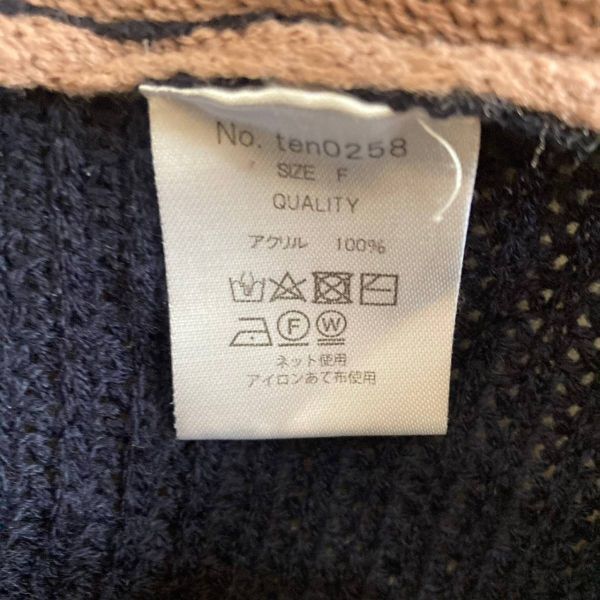 No. ten0258
SIZE F
QUALITY
アクリル 100%
F W
ネット使用
アイロンあて布使用